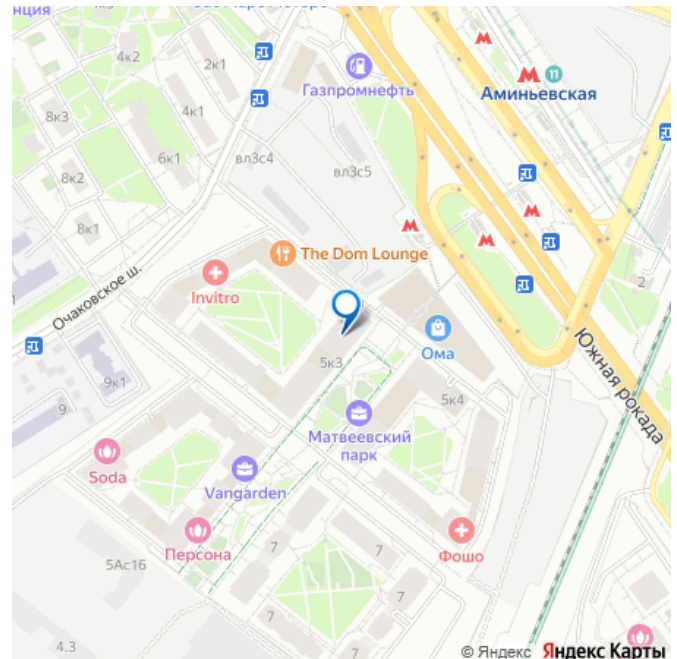 нция
4к2
2к1
Газпромнефть
11
Аминьевская
8к3
4к1
6к1
вл3с4
вл3с5
8к2
8к1
The Dom Lounge
2
Invitro
Очаковское ш.
Ома
Южная рокада
5к3
9к1
9
5к4
Матвеевский
парк
Soda
Vangarden
Персона
Фошо
7
7
7
7
7
5Ас16
4.3
© Яндекс Яндекс Карты